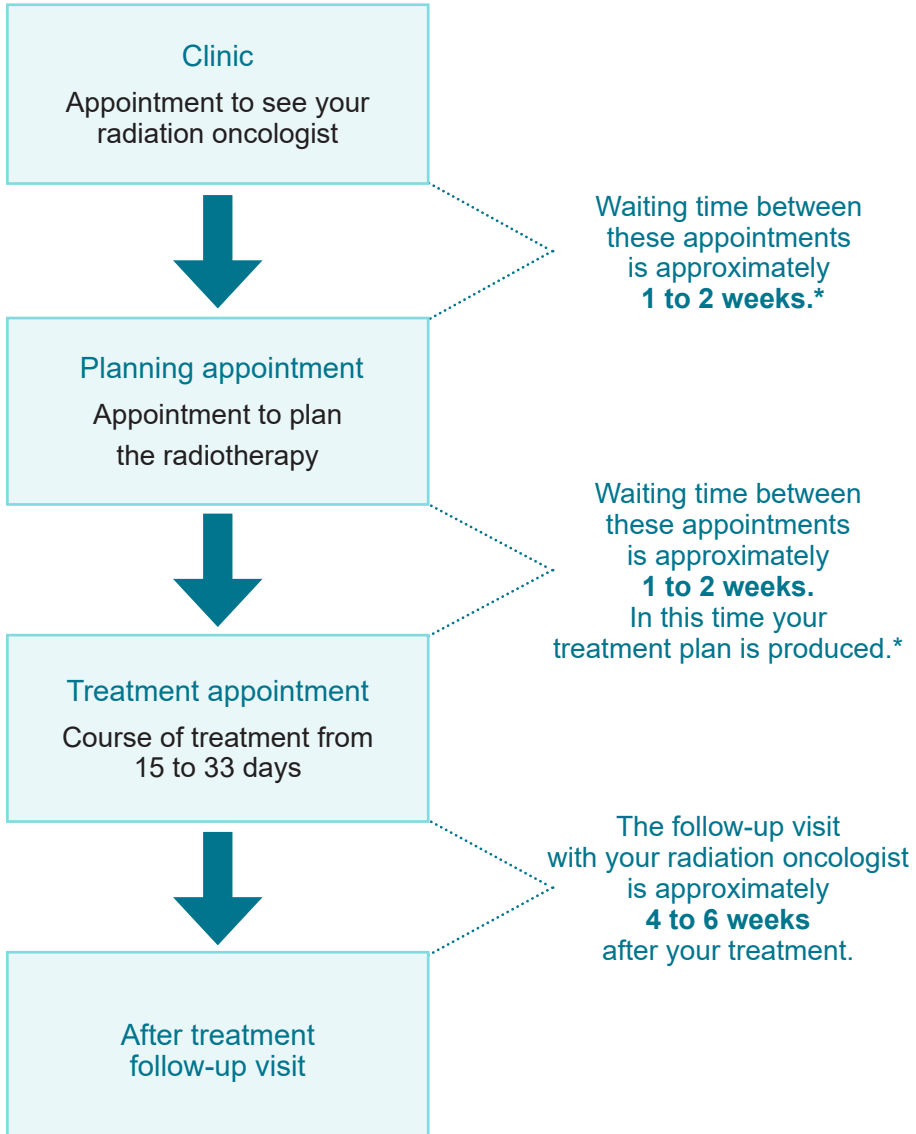 Clinic
Appointment to see your
radiation oncologist
Waiting time between
these appointments
is approximately
1 to 2 weeks.*
Planning appointment
Appointment to plan
the radiotherapy
Waiting time between
these appointments
is approximately
1 to 2 weeks.
In this time your
treatment plan is produced.*
Treatment appointment
Course of treatment from
15 to 33 days
The follow-up visit
with your radiation oncologist
is approximately
4 to 6 weeks
after your treatment.
After treatment
follow-up visit